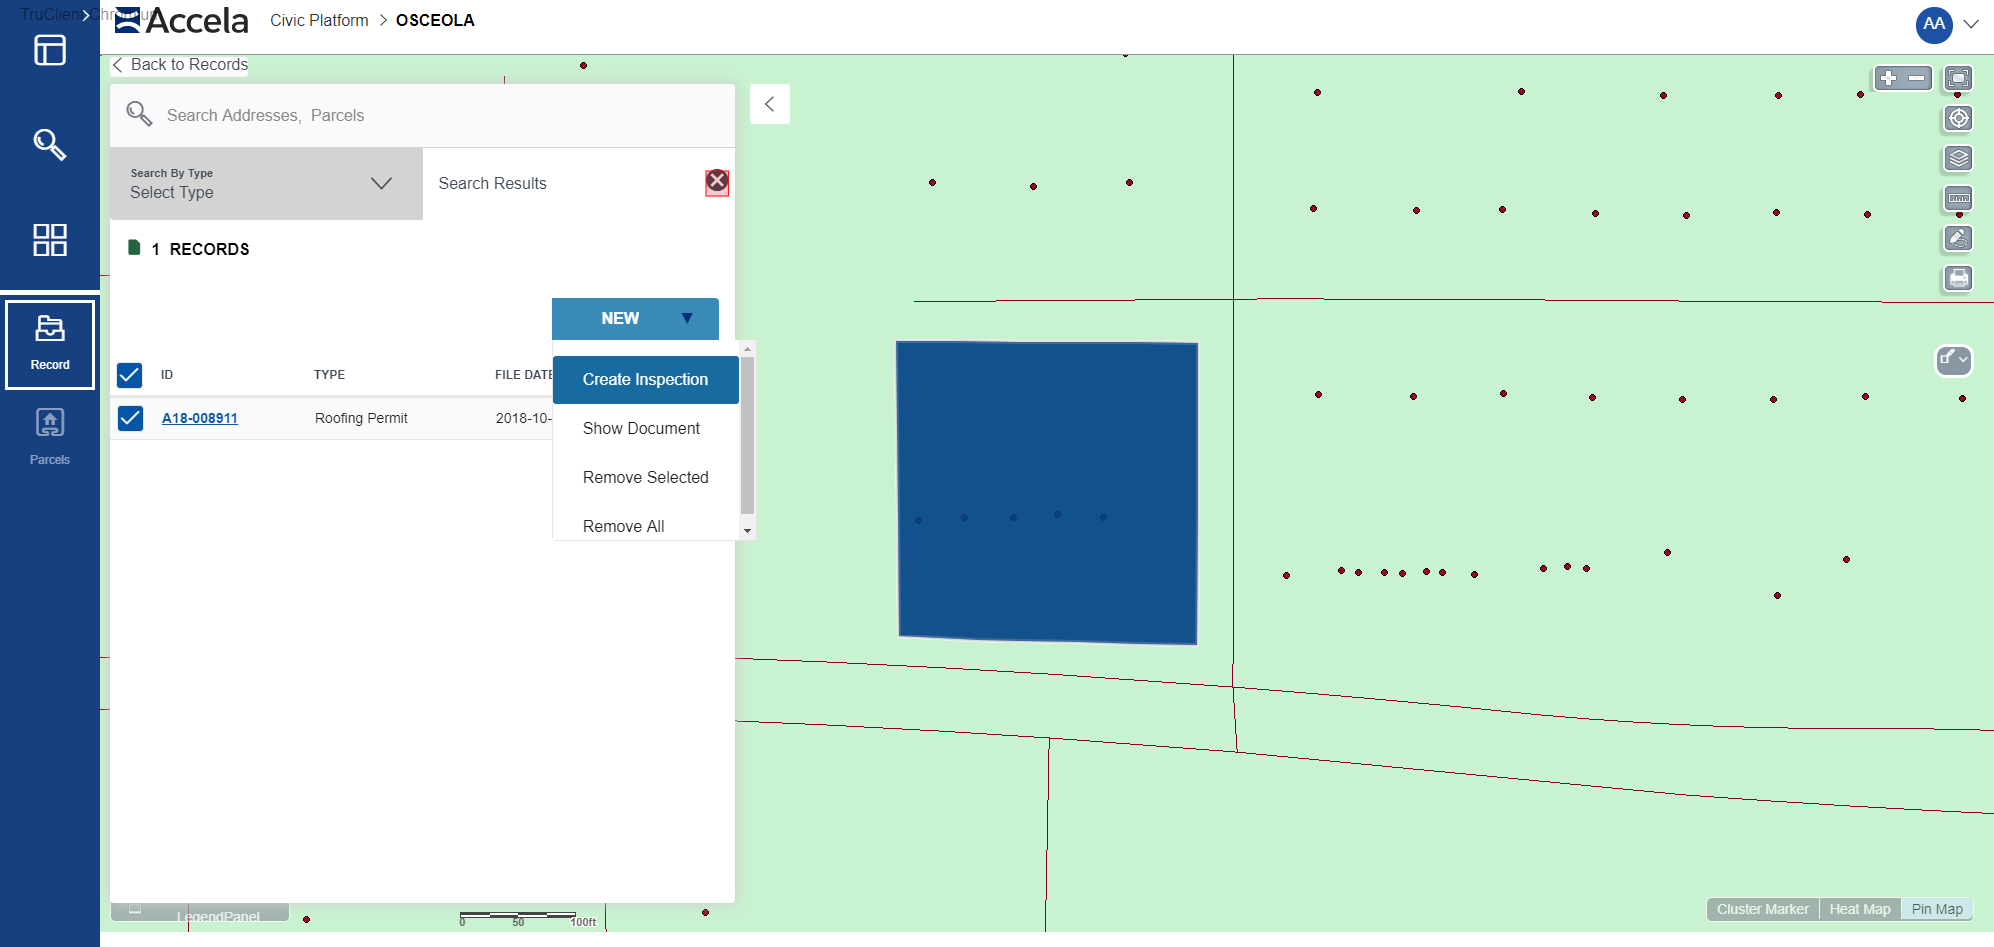 TruClient Chromium
Accela
Civic Platform > OSCEOLA
AA
Back to Records
Search Addresses, Parcels
Search By Type
Select Type
Search Results
1 RECORDS
NEW
ID TYPE FILE DATE
A18-008911 Roofing Permit 2018-10-
Create Inspection
Show Document
Remove Selected
Remove All
Record
Parcels
LegendPanel
0 50 100ft
Cluster Marker Heat Map Pin Map